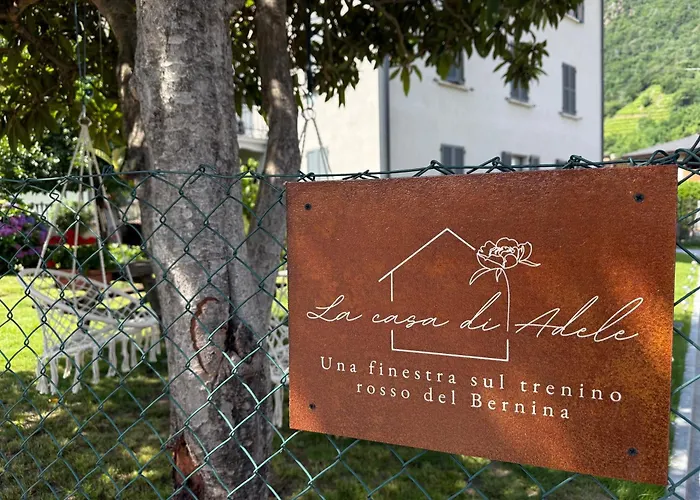 La casa di Adele
Una finestra sul trenino
rosso del Bernina